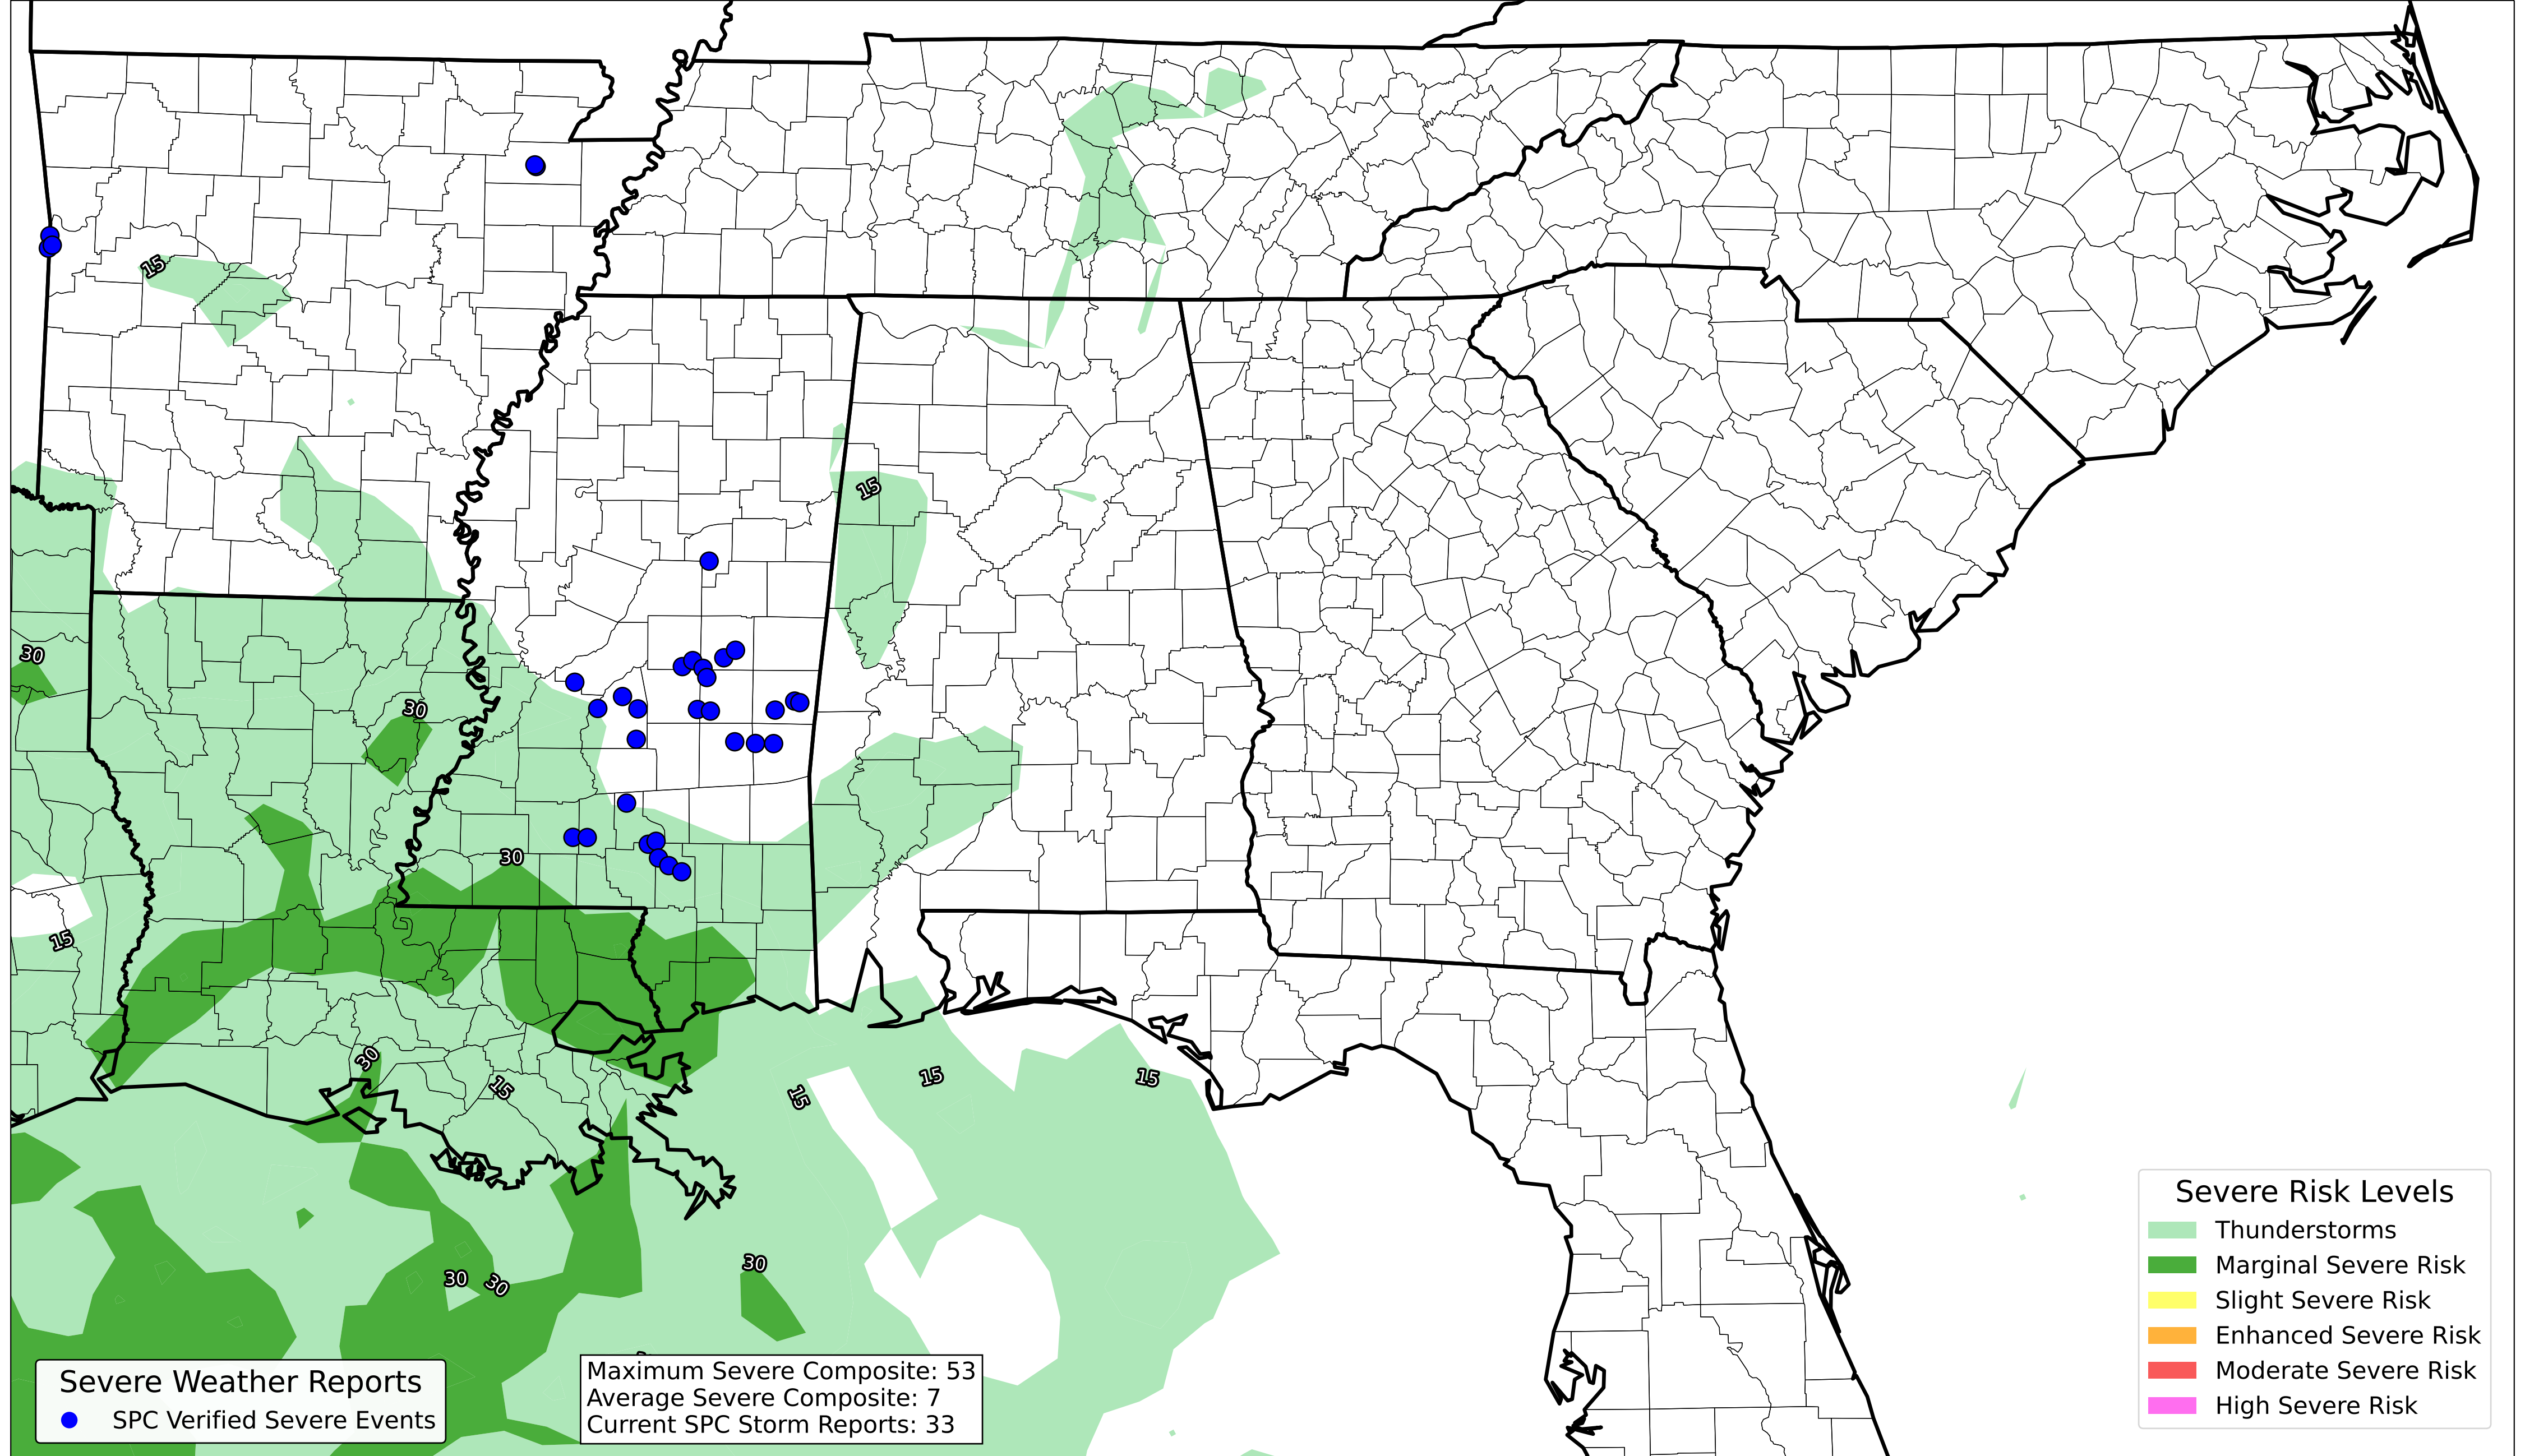 15
15
30
30
30
15
30
15
15
15
15
30
30
30
30
Severe Weather Reports
SPC Verified Severe Events
Maximum Severe Composite: 53
Average Severe Composite: 7
Current SPC Storm Reports: 33
Severe Risk Levels
Thunderstorms
Marginal Severe Risk
Slight Severe Risk
Enhanced Severe Risk
Moderate Severe Risk
High Severe Risk